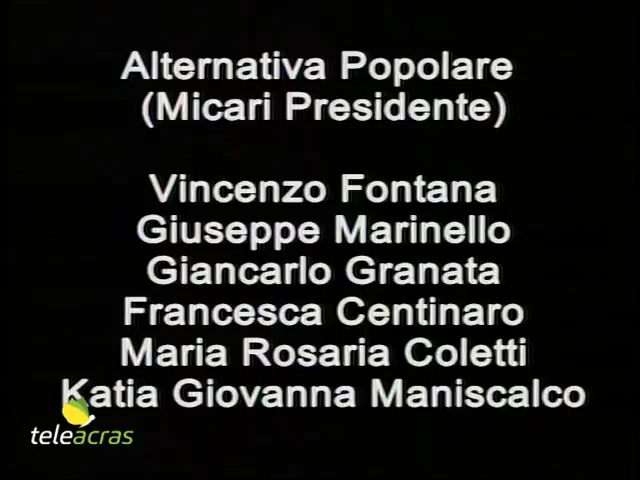 Alternativa Popolare
(Micari Presidente)
Vincenzo Fontana
Giuseppe Marinello
Giancarlo Granata
Francesca Centinaro
Maria Rosaria Coletti
Katia Giovanna Maniscalco
teleacras